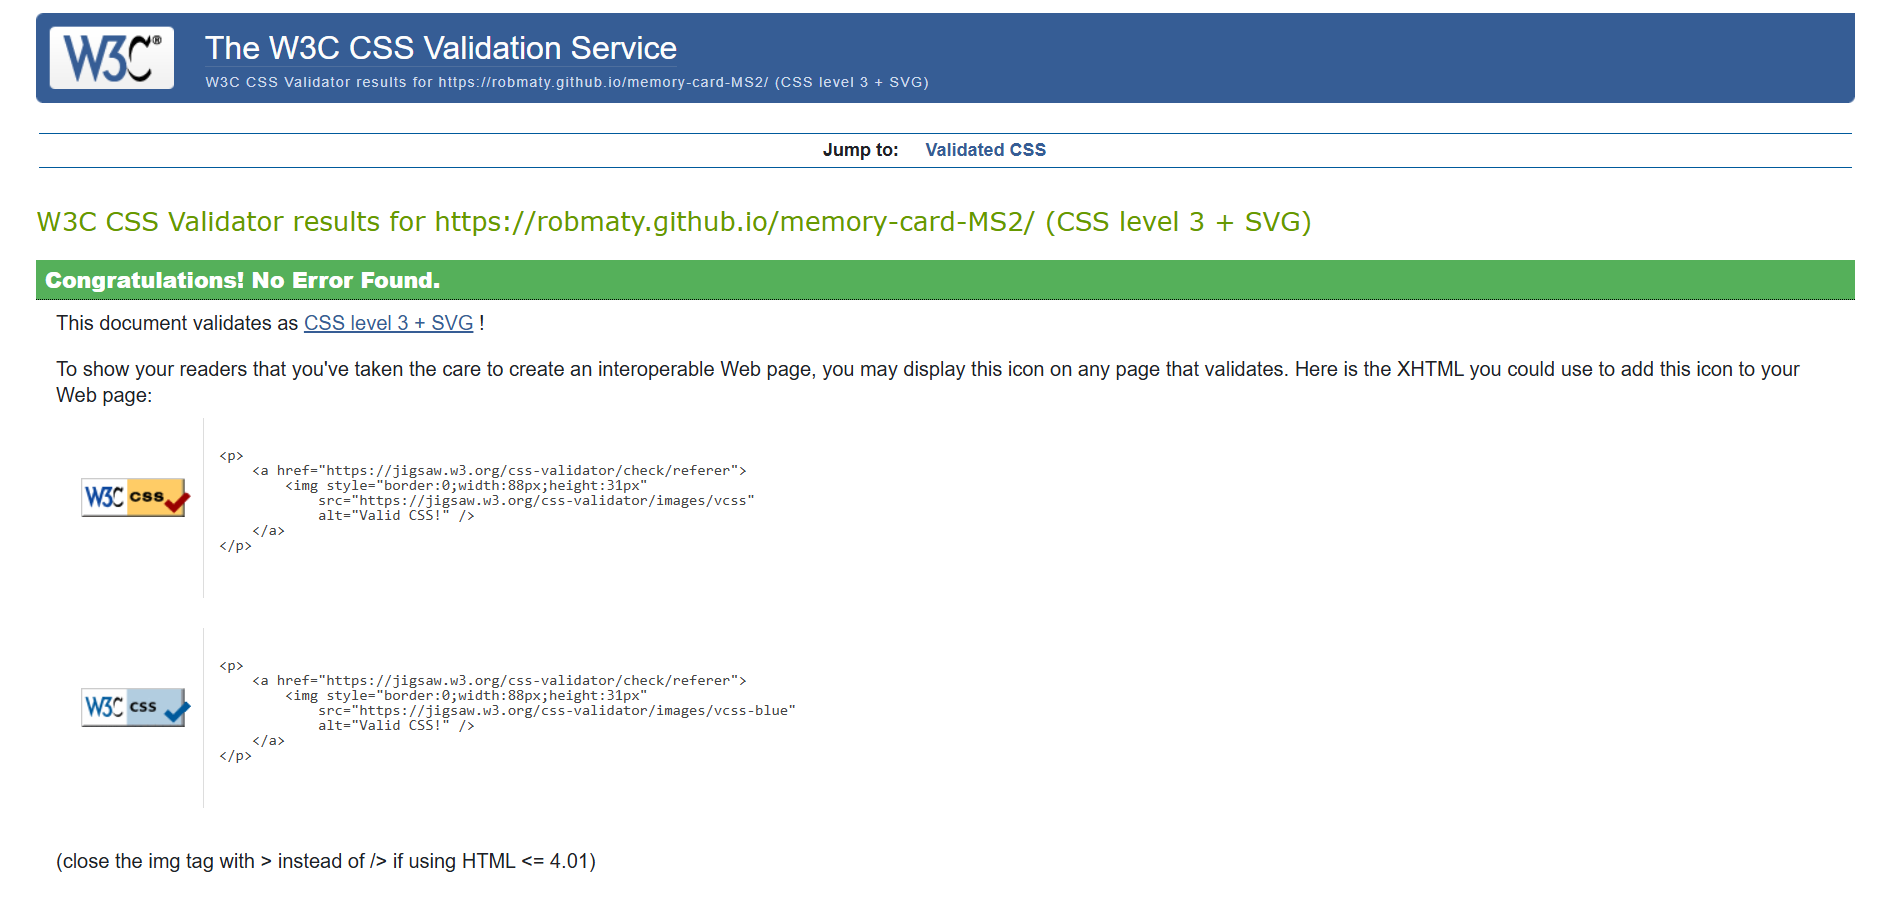 W3C®
The W3C CSS Validation Service
W3C CSS Validator results for https://robmaty.github.io/memory-card-MS2/ (CSS level 3 + SVG)
Jump to: Validated CSS
W3C CSS Validator results for https://robmaty.github.io/memory-card-MS2/ (CSS level 3 + SVG)
Congratulations! No Error Found.
This document validates as CSS level 3 + SVG !
To show your readers that you've taken the care to create an interoperable Web page, you may display this icon on any page that validates. Here is the XHTML you could use to add this icon to your
Web page:
W3C css
<p>
    <a href="https://jigsaw.w3.org/css-validator/check/referer">
        <img style="border:0;width:88px;height:31px"
            src="https://jigsaw.w3.org/css-validator/images/vcss"
            alt="Valid CSS!" />
    </a>
</p>
W3C css
<p>
    <a href="https://jigsaw.w3.org/css-validator/check/referer">
        <img style="border:0;width:88px;height:31px"
            src="https://jigsaw.w3.org/css-validator/images/vcss-blue"
            alt="Valid CSS!" />
    </a>
</p>
(close the img tag with > instead of /> if using HTML <= 4.01)